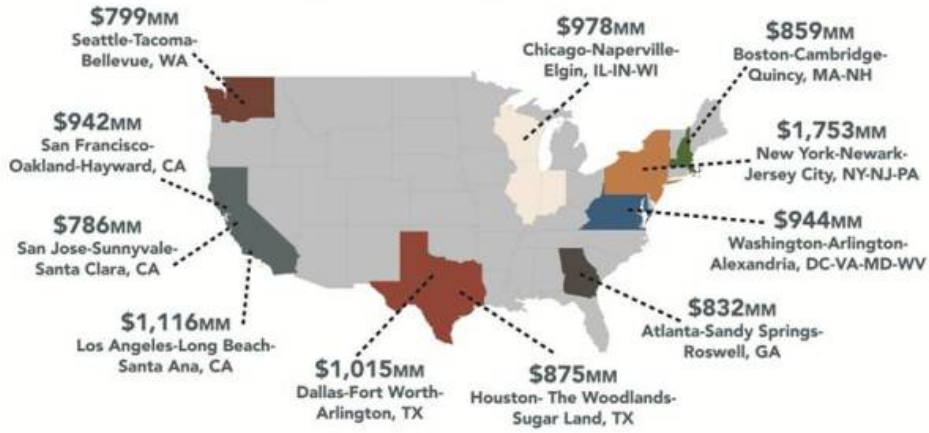 $799MM
Seattle-Tacoma-
Bellevue, WA
$978MM
Chicago-Naperville-
Elgin, IL-IN-WI
$859MM
Boston-Cambridge-
Quincy, MA-NH
$942MM
San Francisco-
Oakland-Hayward, CA
$1,753MM
New York-Newark-
Jersey City, NY-NJ-PA
$786MM
San Jose-Sunnyvale-
Santa Clara, CA
$944MM
Washington-Arlington-
Alexandria, DC-VA-MD-WV
$1,116MM
Los Angeles-Long Beach-
Santa Ana, CA
$832MM
Atlanta-Sandy Springs-
Roswell, GA
$1,015MM
Dallas-Fort Worth-
Arlington, TX
$875MM
Houston- The Woodlands-
Sugar Land, TX